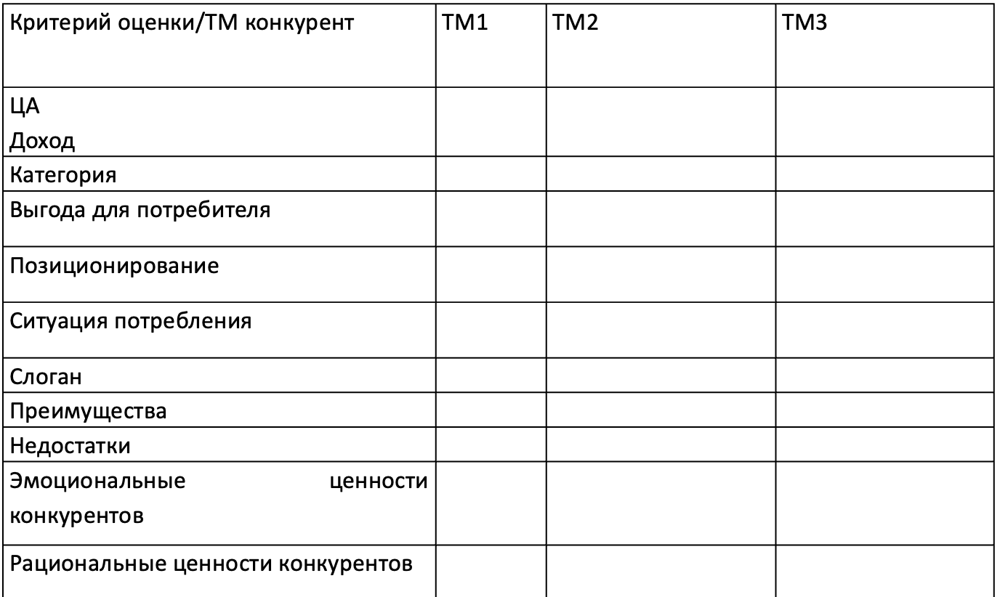 Критерий оценки/ТМ конкурент ТМ1 ТМ2 ТМ3
ЦА
Доход
Категория
Выгода для потребителя
Позиционирование
Ситуация потребления
Слоган
Преимущества
Недостатки
Эмоциональные ценности
конкурентов
Рациональные ценности конкурентов